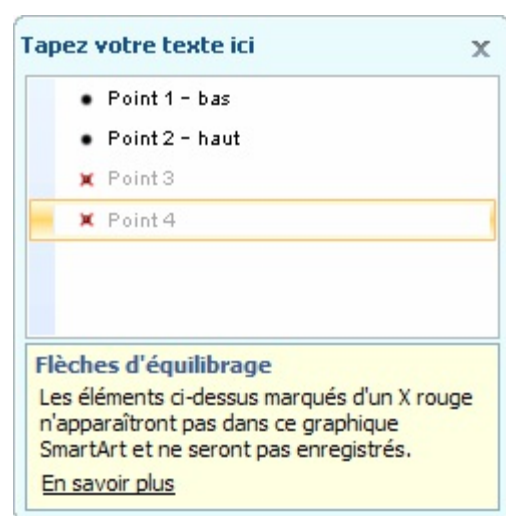 Tapez votre texte ici
Point 1 - bas
Point 2 - haut
Point 3
Point 4
Flèches d'équilibrage
Les éléments ci-dessus marqués d'un X rouge
n'apparaîtront pas dans ce graphique
SmartArt et ne seront pas enregistrés.
En savoir plus